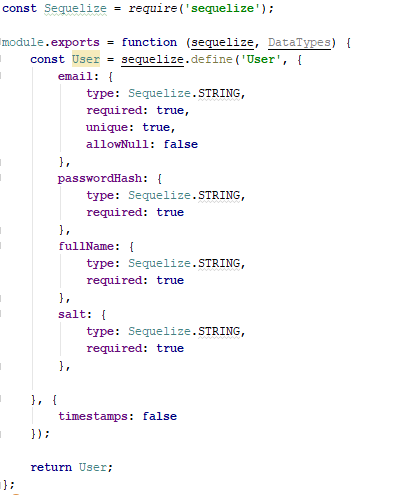 const Sequelize = require('sequelize');
module.exports = function (sequelize, DataTypes) {
const User = sequelize.define('User', {
email: {
type: Sequelize.STRING,
required: true,
unique: true,
allowNull: false
},
passwordHash: {
type: Sequelize.STRING,
required: true
},
fullName: {
type: Sequelize.STRING,
required: true
},
salt: {
type: Sequelize.STRING,
required: true
},
}, {
timestamps: false
});
return User;
};